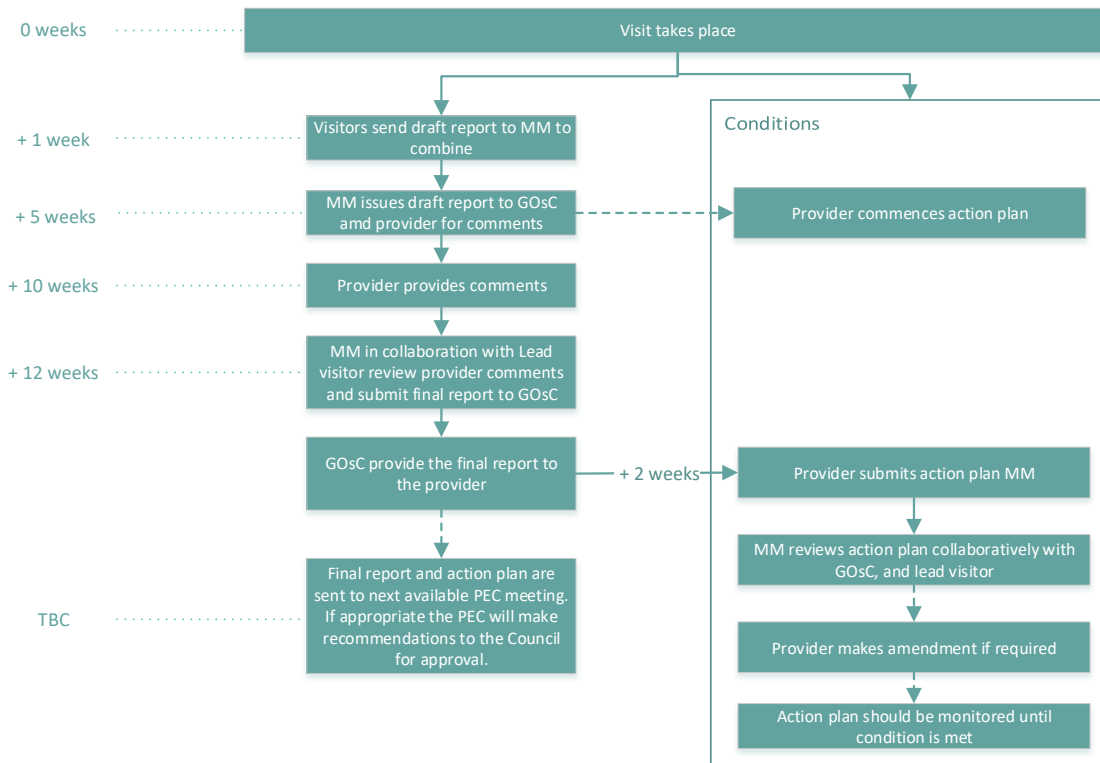 0 weeks
Visit takes place
+ 1 week
Visitors send draft report to MM to
combine
Conditions
+ 5 weeks
MM issues draft report to GOsC
amd provider for comments
Provider commences action plan
+ 10 weeks
Provider provides comments
+ 12 weeks
MM in collaboration with Lead
visitor review provider comments
and submit final report to GOsC
GOsC provide the final report to
the provider
+ 2 weeks
Provider submits action plan MM
MM reviews action plan collaboratively with
GOsC, and lead visitor
TBC
Final report and action plan are
sent to next available PEC meeting.
If appropriate the PEC will make
recommendations to the Council
for approval.
Provider makes amendment if required
Action plan should be monitored until
condition is met